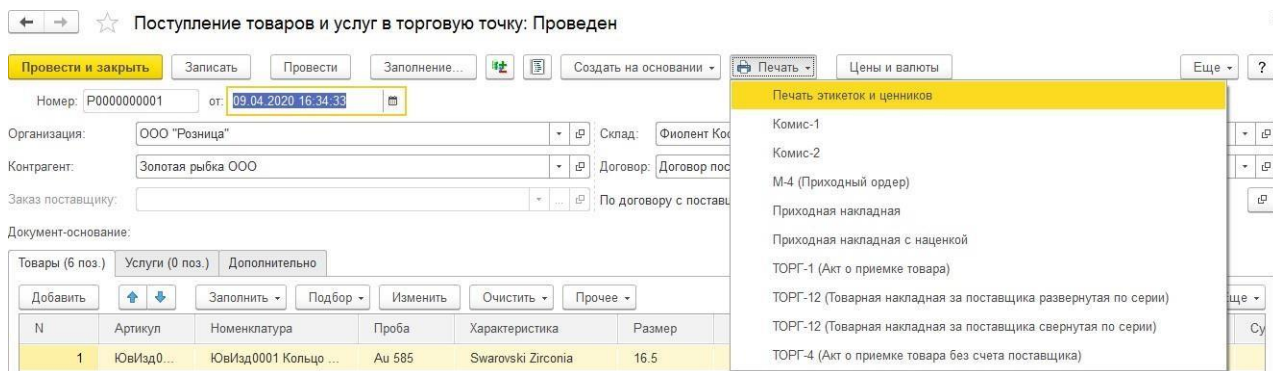 Поступление товаров и услуг в торговую точку: Проведен
Провести и закрыть Записать Провести Заполнение... Создать на основании Печать Цены и валюты Еще ?
Номер: Р0000000001 от: 09.04.2020 16:34:33
Печать этикеток и ценников
Организация: ООО "Розница" Склад: Фиолент Кос
Комис-1
Комис-2
Контрагент: Золотая рыбка ООО Договор: Договор пос
М-4 (Приходный ордер)
Заказ поставщику: ... По договору с поставщ
Приходная накладная
Документ-основание:
Приходная накладная с наценкой
Товары (6 поз.) Услуги (0 поз.) Дополнительно
ТОРГ-1 (Акт о приемке товара)
Добавить Заполнить Подбор Изменить Очистить Прочее
ТОРГ-12 (Товарная накладная за поставщика развернутая по серии)
N Артикул Номенклатура Проба Характеристика Размер Су
ТОРГ-12 (Товарная накладная за поставщика свернутая по серии)
1 ЮвИзд0... ЮвИзд0001 Кольцо ... Au 585 Swarovski Zirconia 16.5
ТОРГ-4 (Акт о приемке товара без счета поставщика)